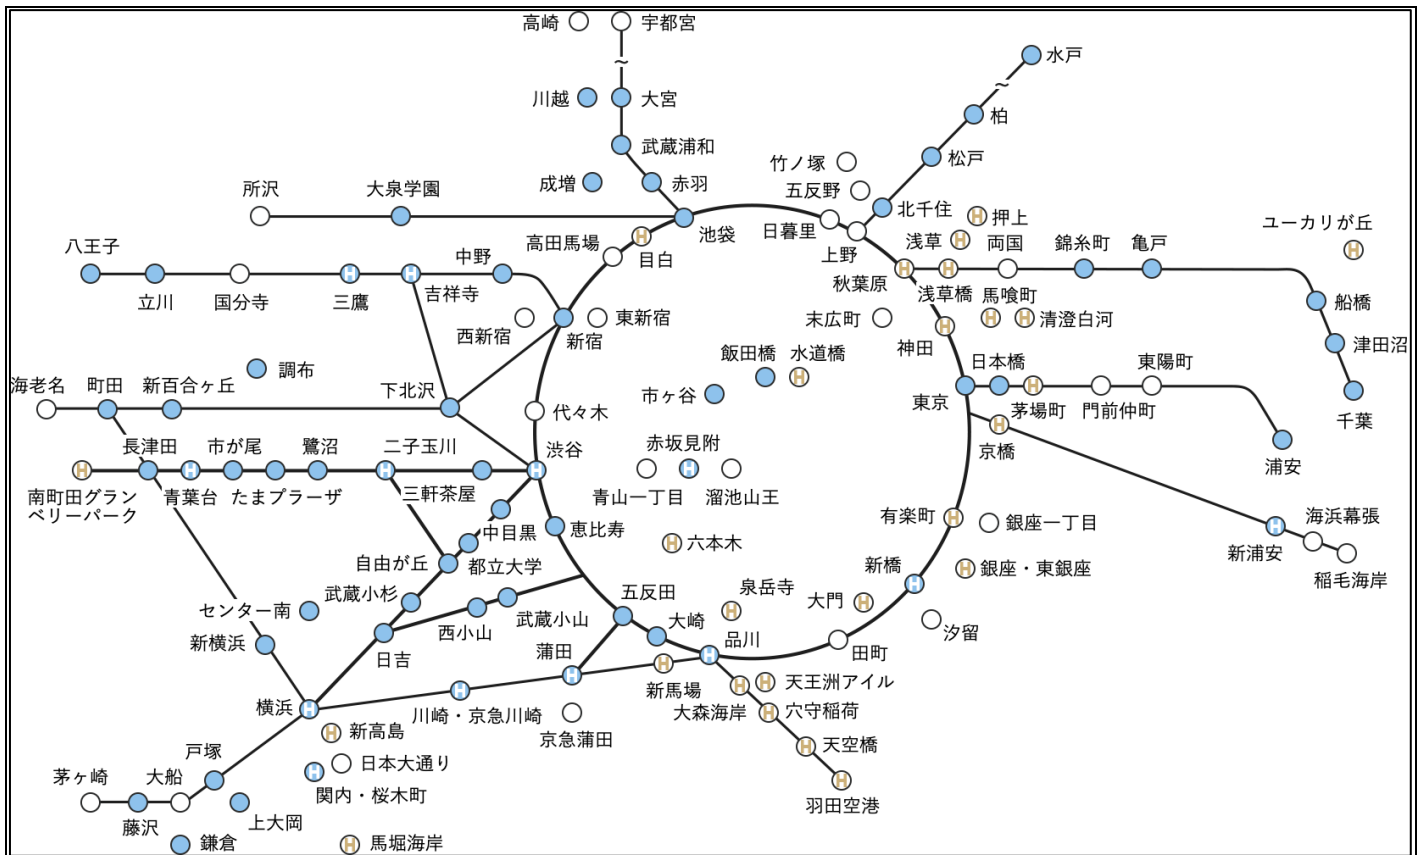 高崎
宇都宮
水戸
川越
大宮
柏
武蔵浦和
松戸
竹ノ塚
成増
赤羽
所沢
大泉学園
五反野
北千住
押上
ユーカリが丘
池袋
日暮里
高田馬場
目白
上野
浅草
両国
錦糸町
亀戸
八王子
中野
秋葉原
浅草橋
馬喰町
立川
国分寺
三鷹
吉祥寺
船橋
西新宿
東新宿
新宿
末広町
清澄白河
神田
津田沼
飯田橋
水道橋
日本橋
東陽町
調布
海老名
町田
新百合ヶ丘
下北沢
市ヶ谷
東京
茅場町
門前仲町
千葉
代々木
京橋
長津田
市が尾
鷺沼
二子玉川
渋谷
赤坂見附
浦安
南町田グラン
ベリーパーク
青葉台
たまプラーザ
三軒茶屋
青山一丁目
溜池山王
中目黒
恵比寿
有楽町
銀座一丁目
海浜幕張
六本木
新浦安
自由が丘
都立大学
新橋
銀座・東銀座
稲毛海岸
武蔵小杉
五反田
泉岳寺
大門
センター南
西小山
武蔵小山
大崎
汐留
新横浜
日吉
蒲田
品川
田町
新馬場
天王洲アイル
横浜
川崎・京急川崎
大森海岸
穴守稲荷
新高島
京急蒲田
天空橋
戸塚
日本大通り
茅ヶ崎
大船
関内・桜木町
羽田空港
藤沢
上大岡
鎌倉
馬堀海岸